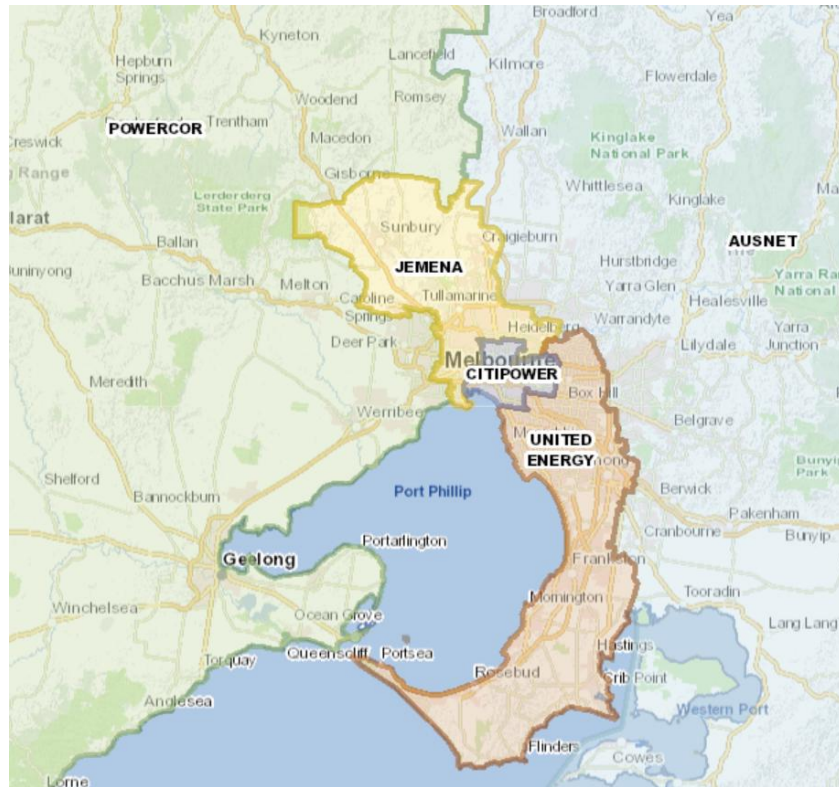 Broadford
Yea
Kyneton
Hepburn
Springs
Lancefield
Kilmore
Flowerdale
Woodend
Romsey
POWERCOR
Trentham
Creswick
Macedon
Wallan
Kinglake
National Park
Range
Gisborne
Whittlesea
Kinglake
Lerderderg
State Park
Sunbury
Craigieburn
AUSNET
Ballan
JEMENA
Hurstbridge
Yarra Glen
Yarra
National
Bacchus Marsh
Melton
Caroline
Springs
Tullamarine
Healesville
Heidelberg
Warrandyte
Yarra
Junction
Deer Park
Lilydale
Melbourne
CITIPOWER
Meredith
Box Hill
Werribee
Belgrave
UNITED
ENERGY
Shelford
Bannockburn
Port Phillip
Berwick
Park
Pakenham
Cranbourne
Bunyip
Portarlington
Geelong
Frankston
Tooradin
Winchelsea
Mornington
Ocean Grove
Lang Lang
Queenscliff
Portsea
Hastings
Torquay
Rosebud
Crib Point
Anglesea
Western Port
Flinders
Cowes
Lorne